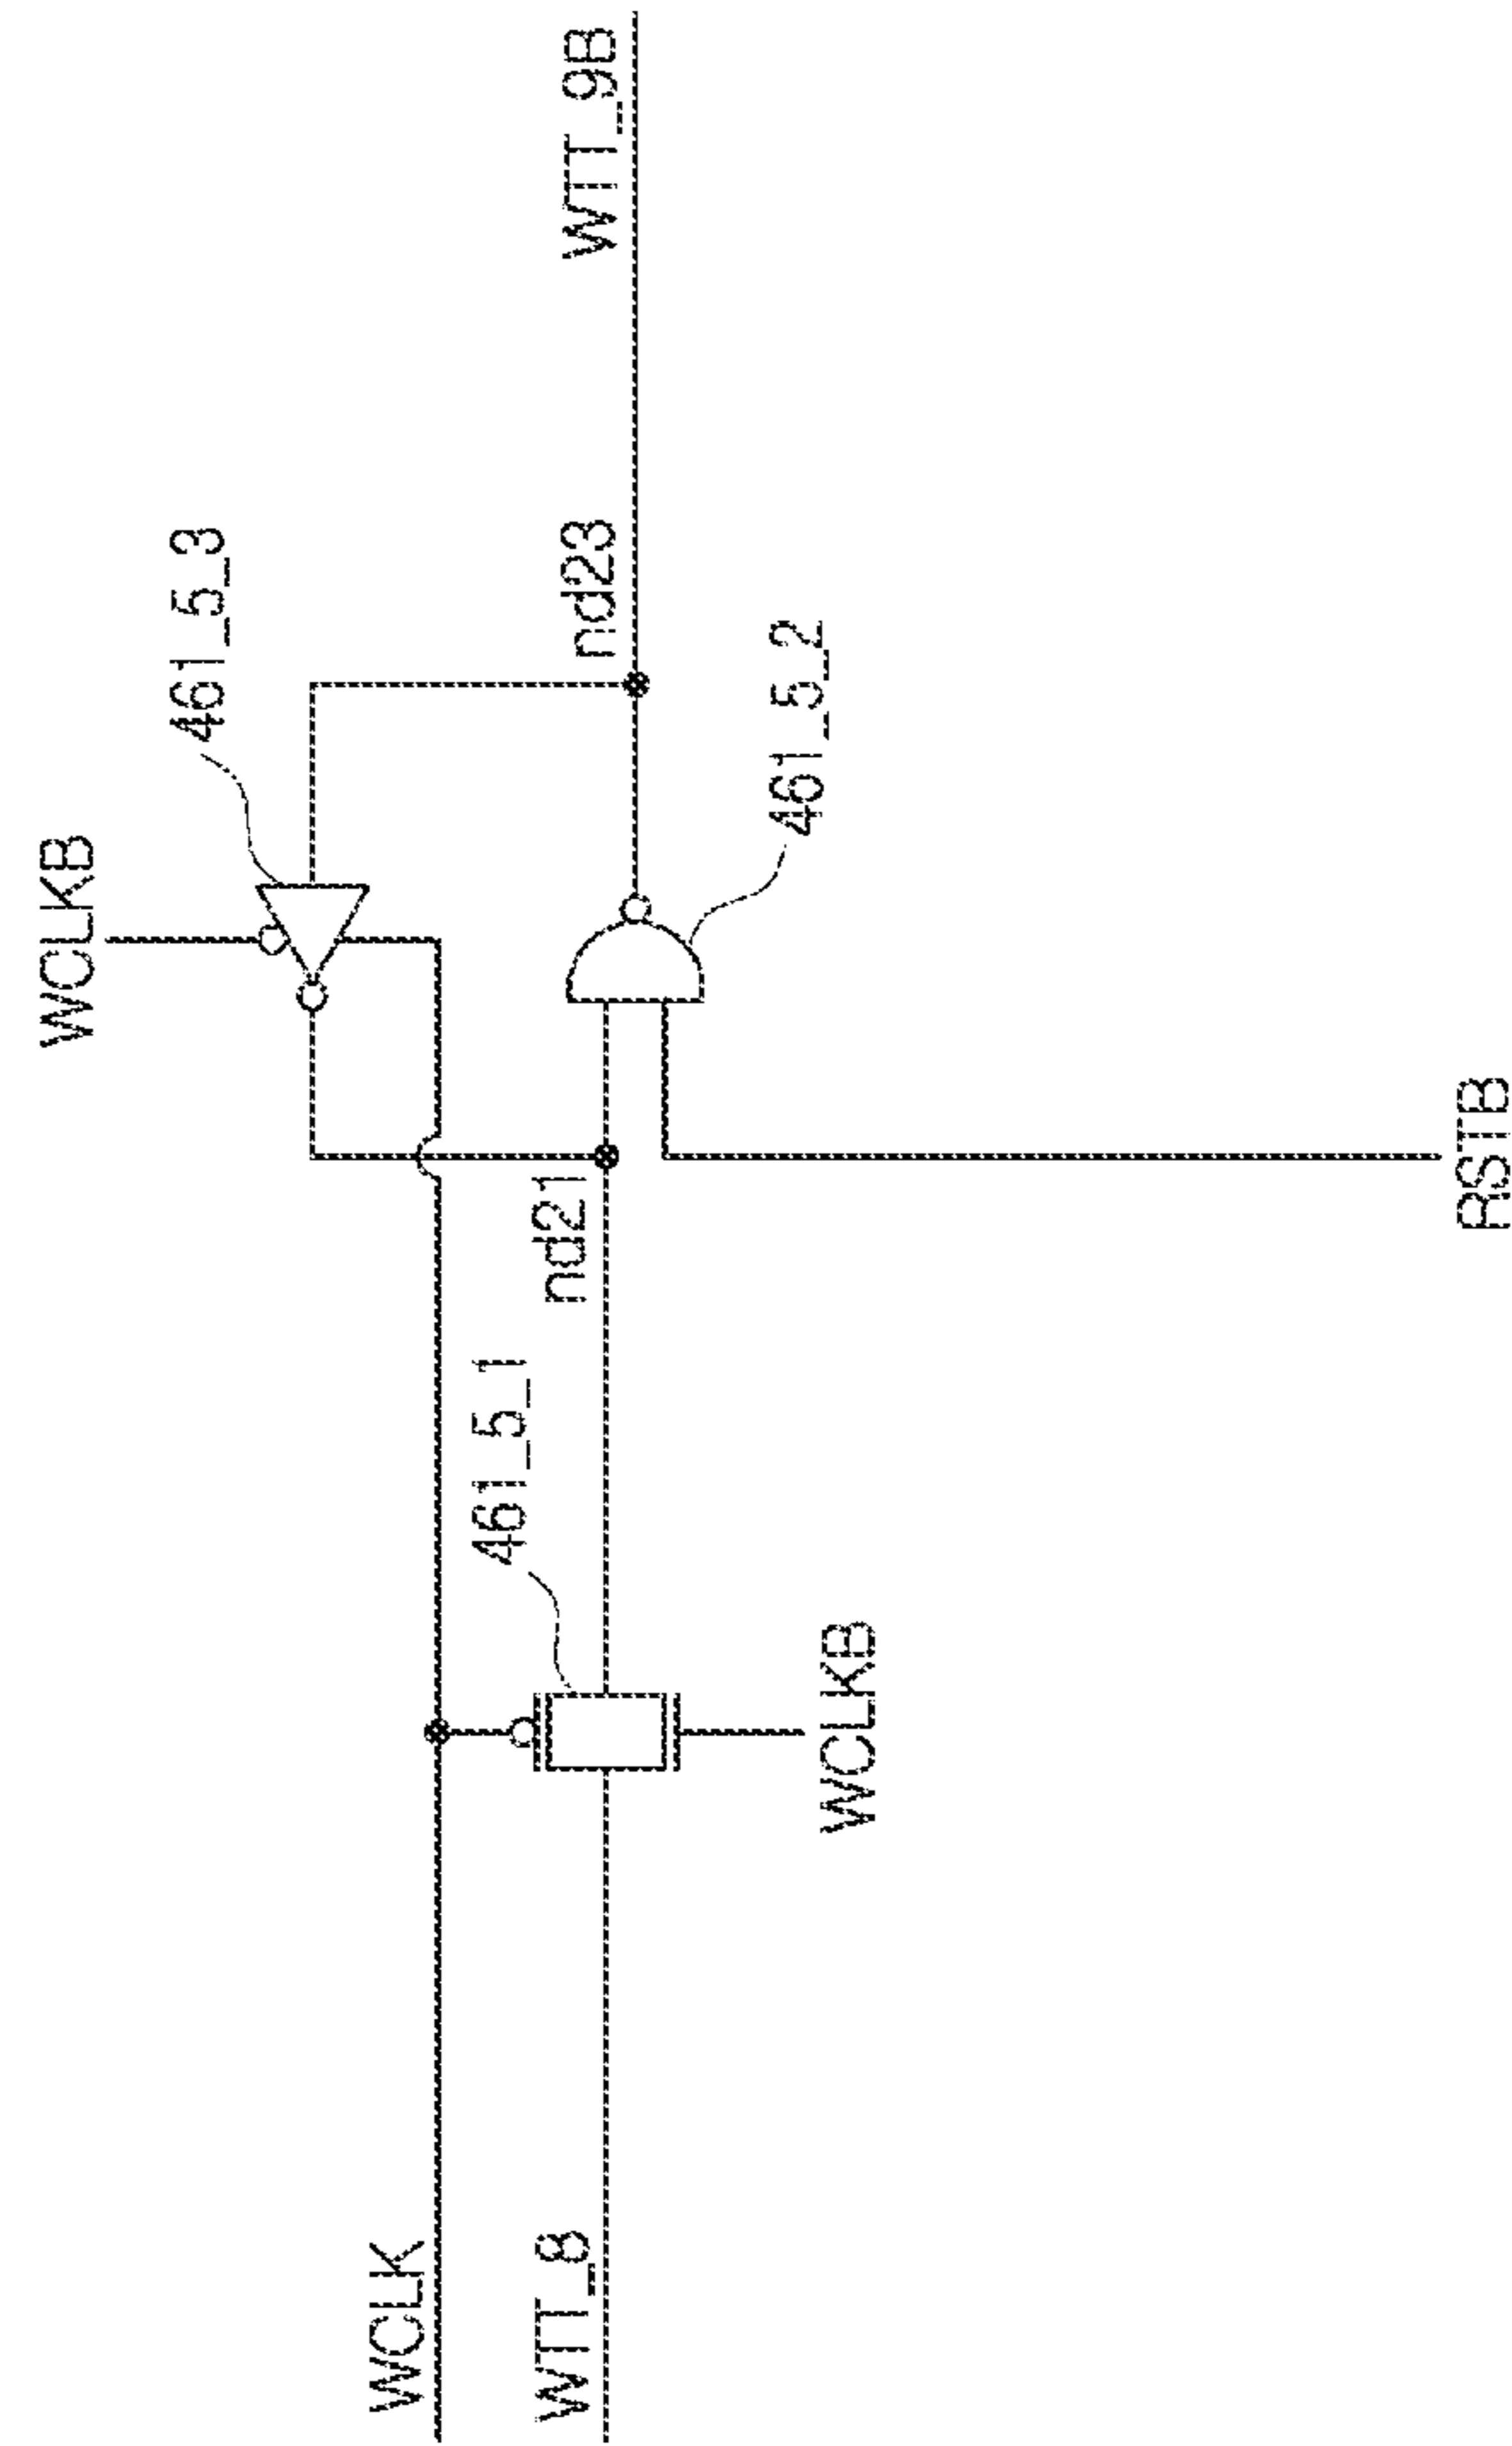 WCLKB
461_5_3
WCLK
461_5_1
nd21
nd23
WTT_8
WTT_9B
461_5_2
WCLKB
RSTB